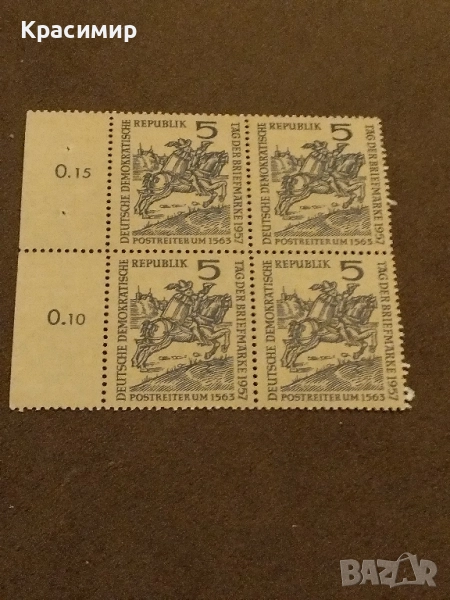 Красимир
0.15
DEUTSCHE DEMOKRATISCHE
REPUBLIK 5
TAG DER BRIEFMARKE 1957
POSTREITER UM 1563
DEUTSCHE DEMOKRATISCHE
REPUBLIK 5
TAG DER BRIEFMARKE 1957
POSTREITER UM 1563
0.10
DEUTSCHE DEMOKRATISCHE
REPUBLIK 5
TAG DER BRIEFMARKE 1957
POSTREITER UM 1563
DEUTSCHE DEMOKRATISCHE
REPUBLIK 5
TAG DER BRIEFMARKE 1957
POSTREITER UM 1563
BAZAR